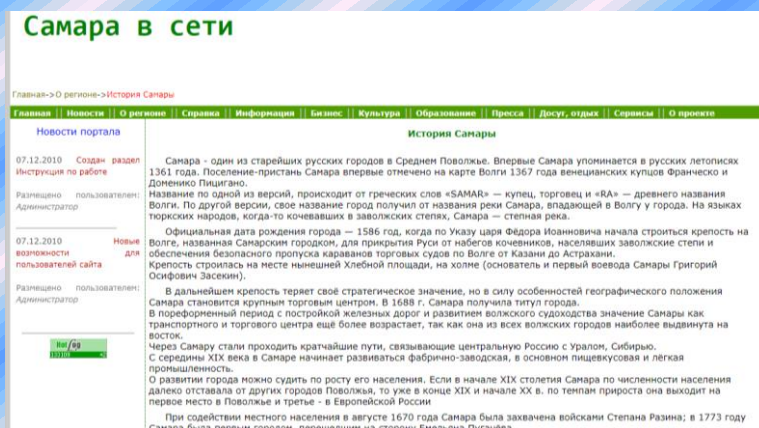 Самара в сети
Главная->О регионе->История Самары
Главная || Новости || О регионе || Справка || Информация || Бизнес || Культура || Образование || Пресса || Досуг, отдых || Сервисы || О проекте
Новости портала
07.12.2010 Создан раздел
Инструкция по работе
Размещено пользователем:
Администратор
07.12.2010 Новые
возможности для
пользователей сайта
Размещено пользователем:
Администратор
История Самары
Самара - один из старейших русских городов в Среднем Поволжье. Впервые Самара упоминается в русских летописях
1361 года. Поселение-пристань Самара впервые отмечено на карте Волги 1367 года венецианских купцов Франческо и
Доменико Пицигано.
Название по одной из версий, происходит от греческих слов «SAMAR» — купец, торговец и «RA» — древнего названия
Волги. По другой версии, свое название город получил от названия реки Самара, впадающей в Волгу у города. На языках
тюркских народов, когда-то кочевавших в заволжских степях, Самара — степная река.
Официальная дата рождения города — 1586 год, когда по Указу царя Фёдора Иоанновича начала строиться крепость на
Волге, названная Самарским городком, для прикрытия Руси от набегов кочевников, населявших заволжские степи и
обеспечения безопасного пропуска караванов торговых судов по Волге от Казани до Астрахани.
Крепость строилась на месте нынешней Хлебной площади, на холме (основатель и первый воевода Самары Григорий
Осифович Засекин).
В дальнейшем крепость теряет своё стратегическое значение, но в силу особенностей географического положения
Самара становится крупным торговым центром. В 1688 г. Самара получила титул города.
В пореформенный период с постройкой железных дорог и развитием волжского судоходства значение Самары как
транспортного и торгового центра ещё более возрастает, так как она из всех волжских городов наиболее выдвинута на
восток.
Через Самару стали проходить кратчайшие пути, связывающие центральную Россию с Уралом, Сибирью.
С середины XIX века в Самаре начинает развиваться фабрично-заводская, в основном пищевкусовая и лёгкая
промышленность.
О развитии города можно судить по росту его населения. Если в начале XIX столетия Самара по численности населения
далеко отставала от других городов Поволжья, то уже в конце XIX и начале XX в. по темпам прироста она выходит на
первое место в Поволжье и третье - в Европейской России
При содействии местного населения в августе 1670 года Самара была захвачена войсками Степана Разина; в 1773 году
Самара была первым городом, перешедшим на сторону Емельяна Пугачёва.